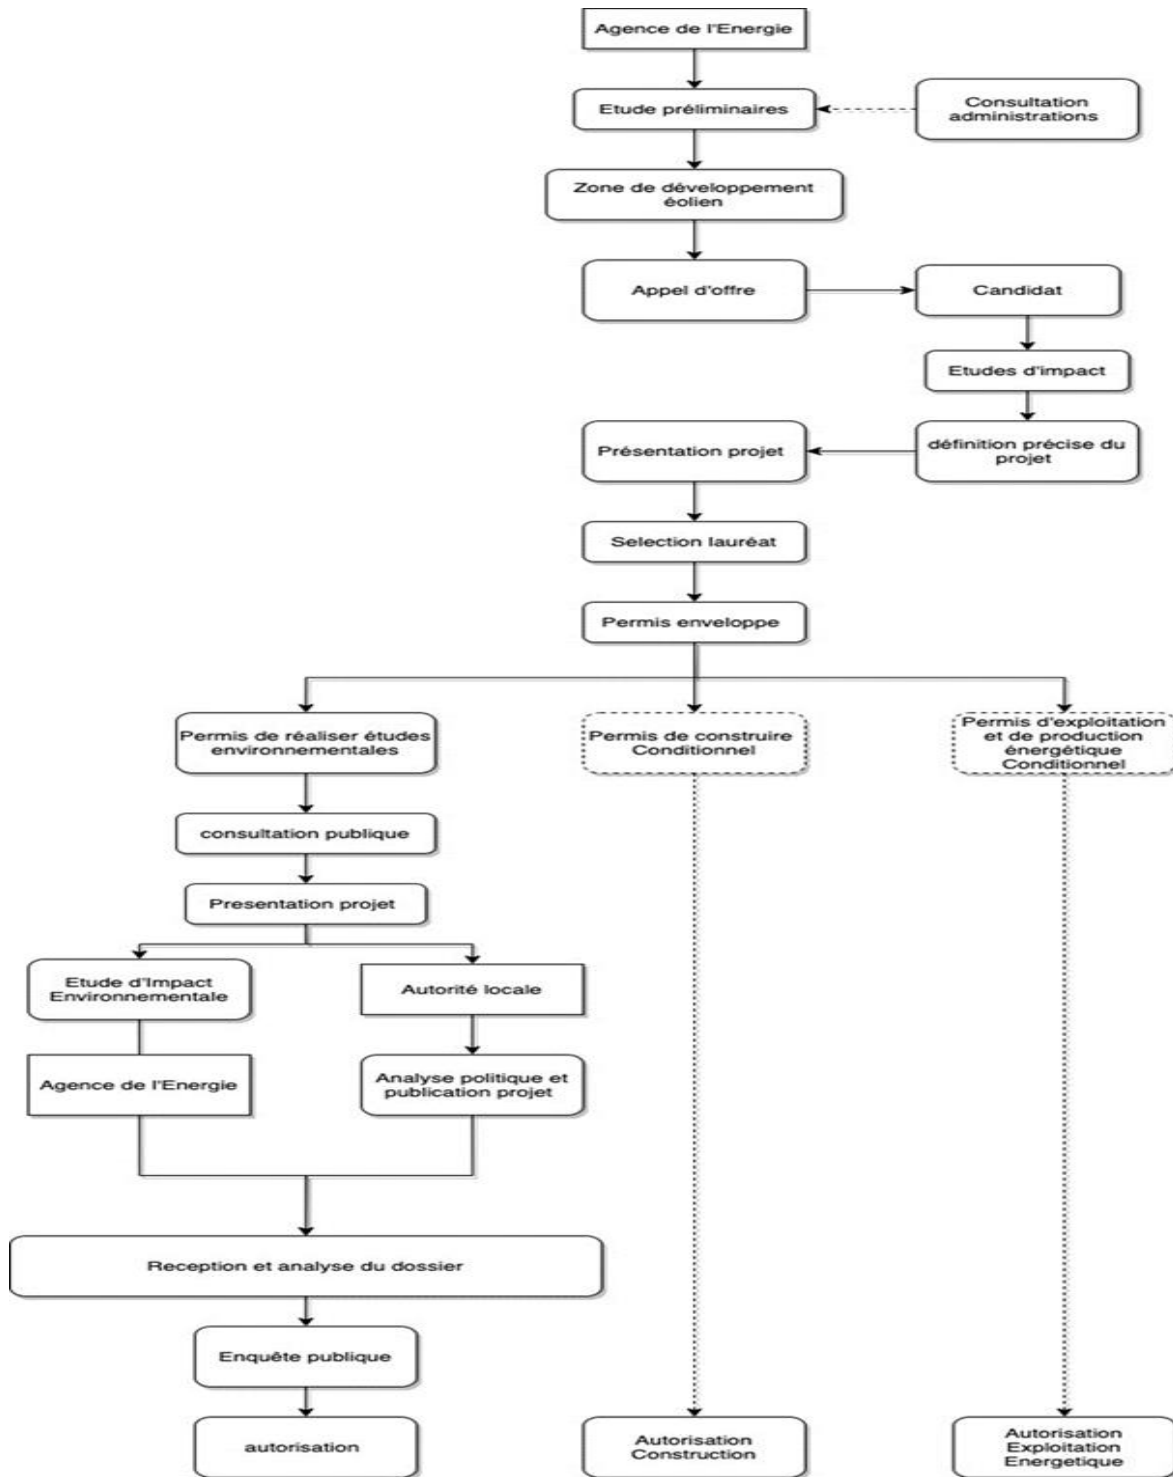 Agence de l'Energie
Etude préliminaires
Consultation
administrations
Zone de développement
éolien
Appel d'offre
Candidat
Etudes d'impact
Présentation projet
définition précise du
projet
Selection lauréat
Permis enveloppe
Permis de réaliser études
environnementales
Permis de construire
Conditionnel
Permis d'exploitation
et de production
énergétique
Conditionnel
consultation publique
Presentation projet
Etude d'Impact
Environnementale
Autorité locale
Agence de l'Energie
Analyse politique et
publication projet
Reception et analyse du dossier
Enquête publique
autorisation
Autorisation
Construction
Autorisation
Exploitation
Energetique